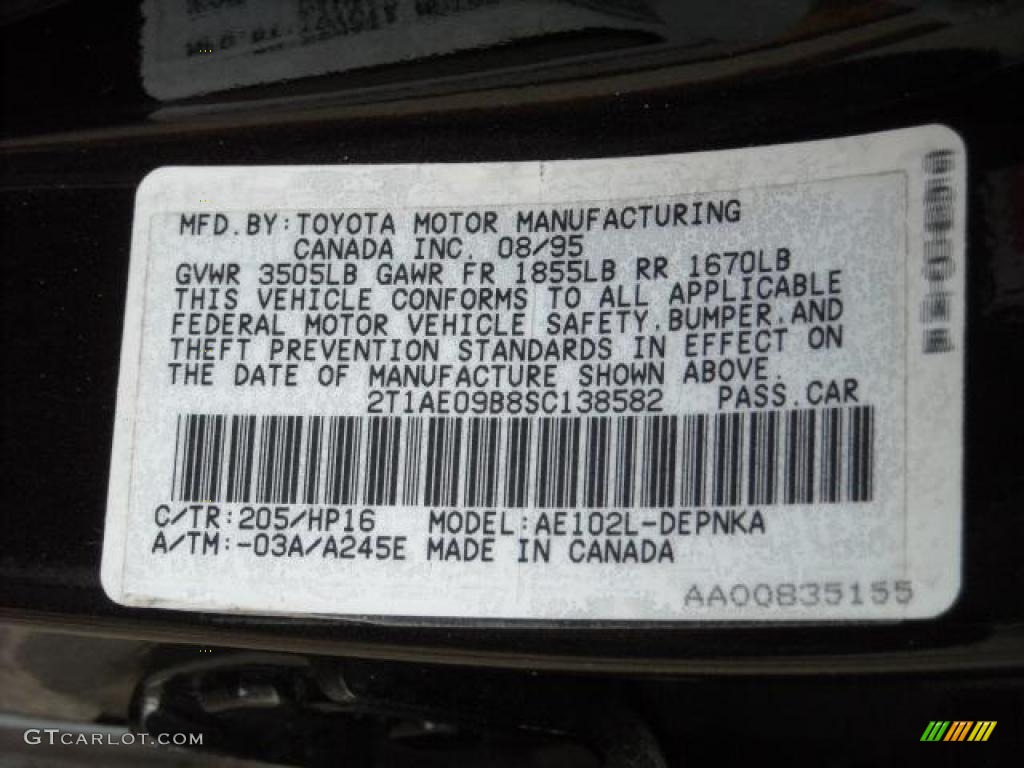 MFD.BY:TOYOTA MOTOR MANUFACTURING
CANADA INC. 08/95
GVWR 3505LB GAWR FR 1855LB RR 1670LB
THIS VEHICLE CONFORMS TO ALL APPLICABLE
FEDERAL MOTOR VEHICLE SAFETY,BUMPER,AND
THEFT PREVENTION STANDARDS IN EFFECT ON
THE DATE OF MANUFACTURE SHOWN ABOVE.
2T1AE09B8SC138582 PASS.CAR
C/TR:205/HP16 MODEL:AE102L-DEPNKA
A/TM:-03A/A245E MADE IN CANADA
AA00835155
GTCARLOT.COM